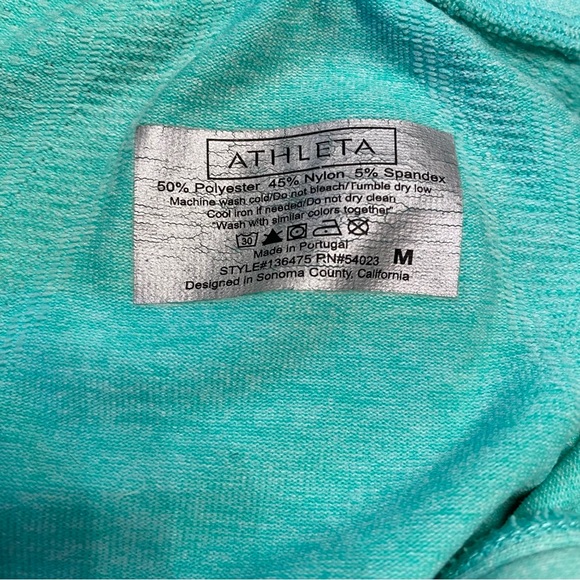 ATHLETA
50% Polyester 45% Nylon 5% Spandex
Machine wash cold/Do not bleach/Tumble dry low
Cool iron if needed/Do not dry clean
"Wash with similar colors together"
30
Made in Portugal
STYLE#136475 RN#54023 M
Designed in Sonoma County, California